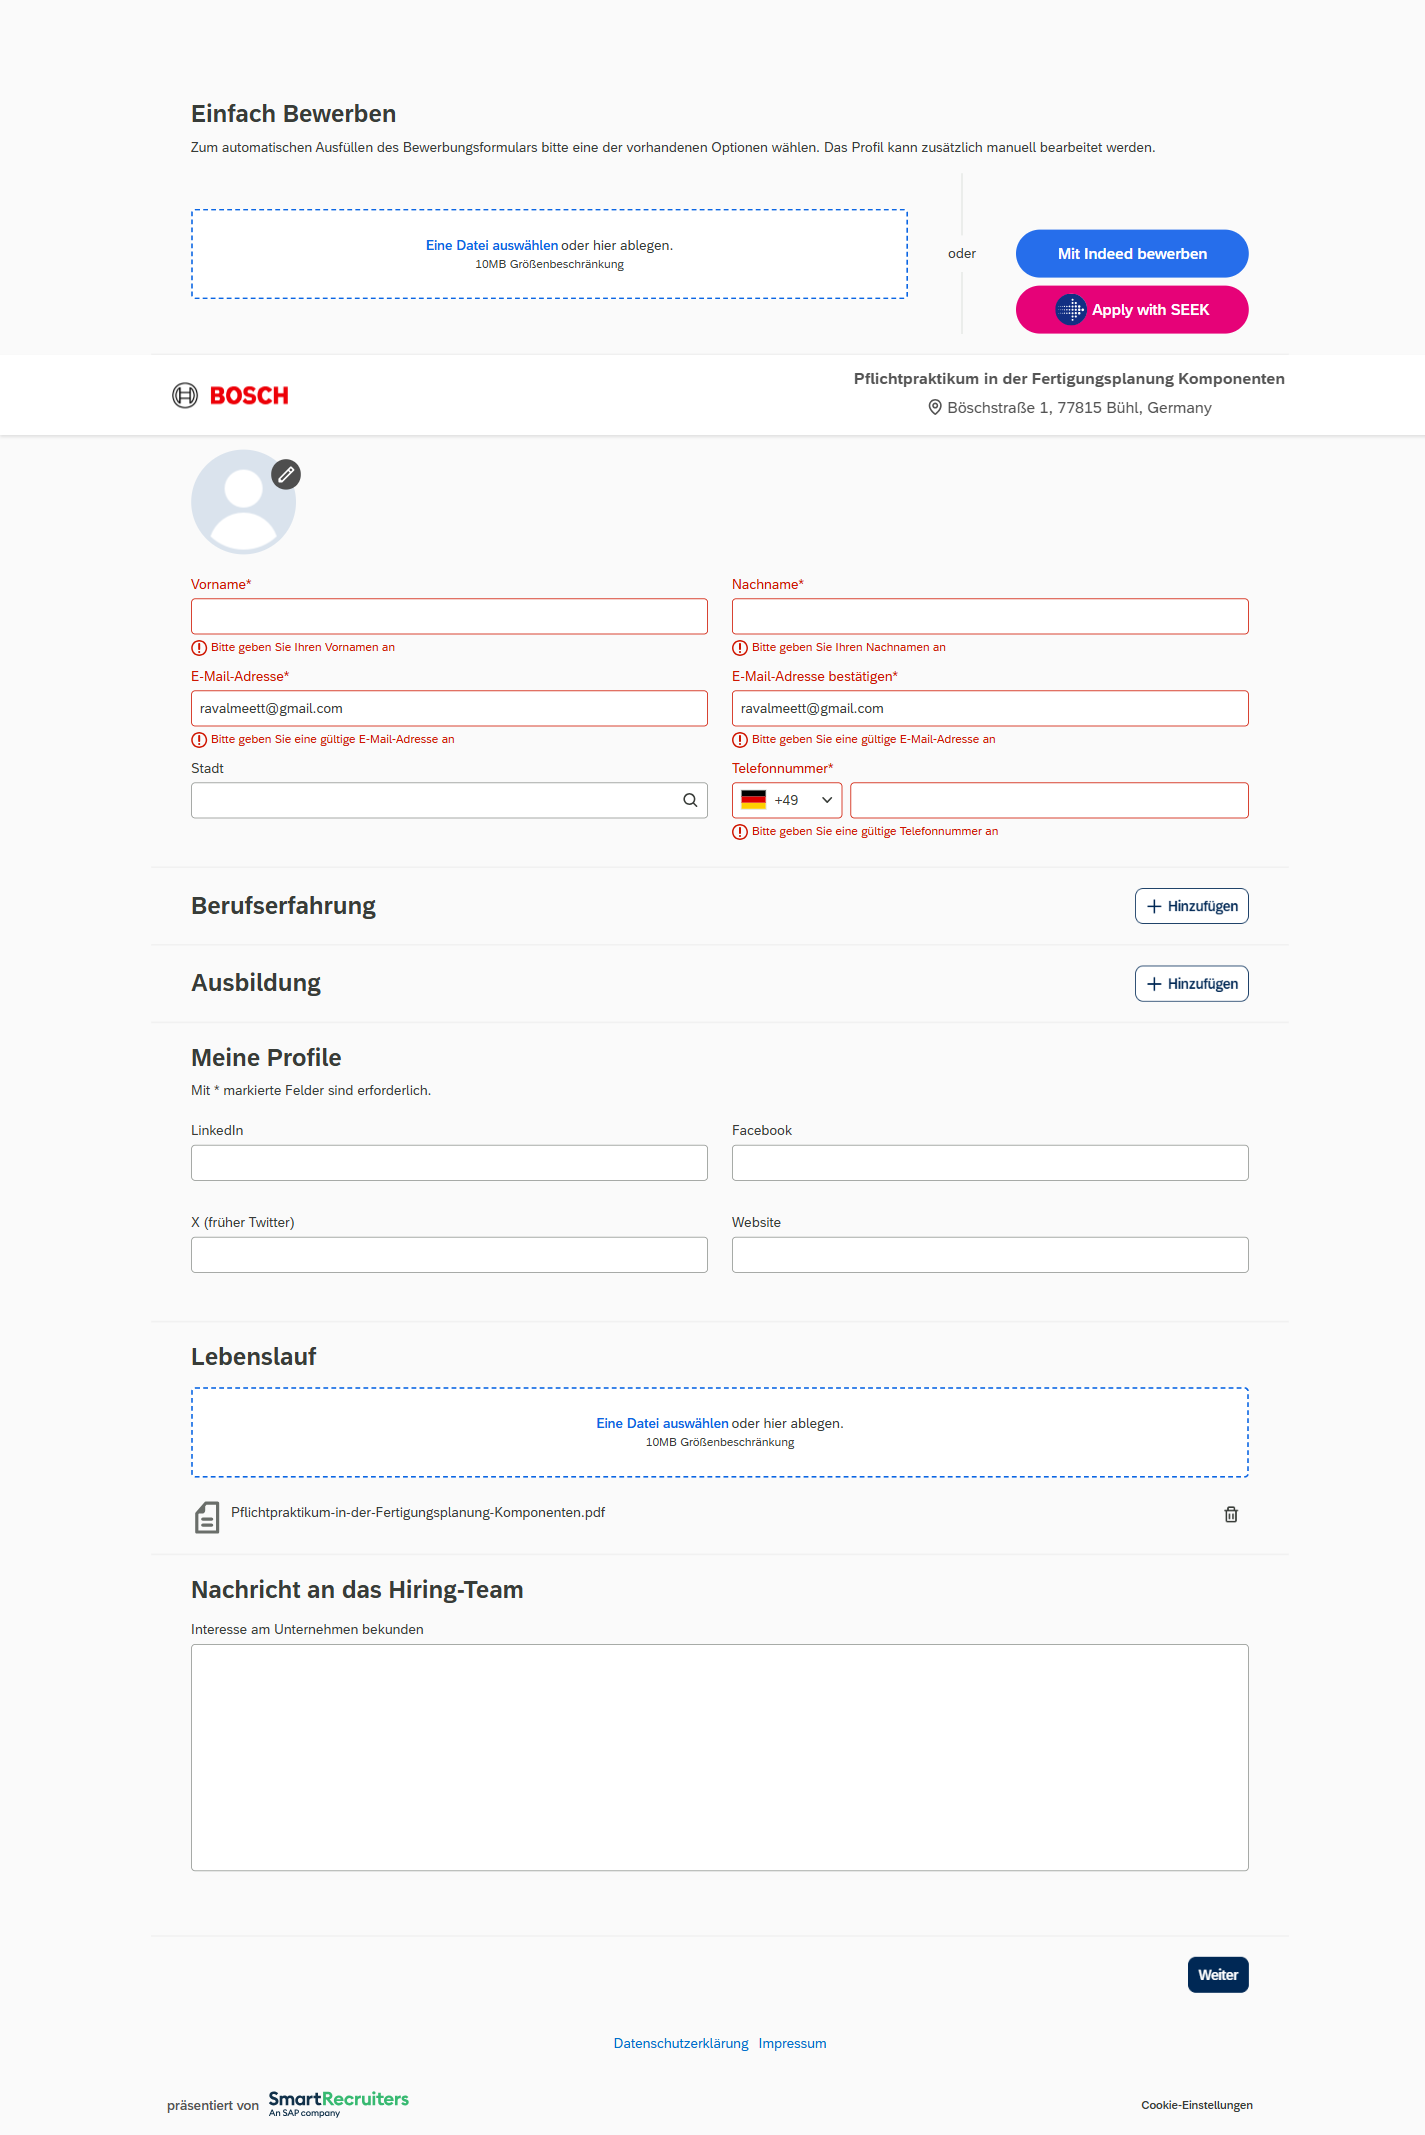 Einfach Bewerben
Zum automatischen Ausfüllen des Bewerbungsformulars bitte eine der vorhandenen Optionen wählen. Das Profil kann zusätzlich manuell bearbeitet werden.
Eine Datei auswählen oder hier ablegen.
10MB Größenbeschränkung
oder
Mit Indeed bewerben
Apply with SEEK
BOSCH
Pflichtpraktikum in der Fertigungsplanung Komponenten
Böschstraße 1, 77815 Bühl, Germany
Vorname*
Nachname*
Bitte geben Sie Ihren Vornamen an
Bitte geben Sie Ihren Nachnamen an
E-Mail-Adresse*
E-Mail-Adresse bestätigen*
ravalmeett@gmail.com
ravalmeett@gmail.com
Bitte geben Sie eine gültige E-Mail-Adresse an
Bitte geben Sie eine gültige E-Mail-Adresse an
Stadt
Telefonnummer*
+49
Bitte geben Sie eine gültige Telefonnummer an
Berufserfahrung
Hinzufügen
Ausbildung
Hinzufügen
Meine Profile
Mit * markierte Felder sind erforderlich.
LinkedIn
Facebook
X (früher Twitter)
Website
Lebenslauf
Eine Datei auswählen oder hier ablegen.
10MB Größenbeschränkung
Pflichtpraktikum-in-der-Fertigungsplanung-Komponenten.pdf
Nachricht an das Hiring-Team
Interesse am Unternehmen bekunden
Weiter
Datenschutzerklärung Impressum
präsentiert von SmartRecruiters
An SAP company
Cookie-Einstellungen